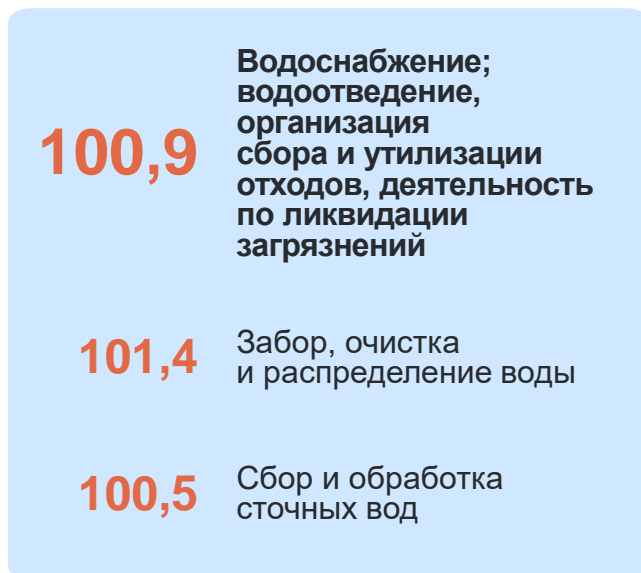 100,9
Водоснабжение;
водоотведение,
организация
сбора и утилизации
отходов, деятельность
по ликвидации
загрязнений
101,4
Забор, очистка
и распределение воды
100,5
Сбор и обработка
сточных вод